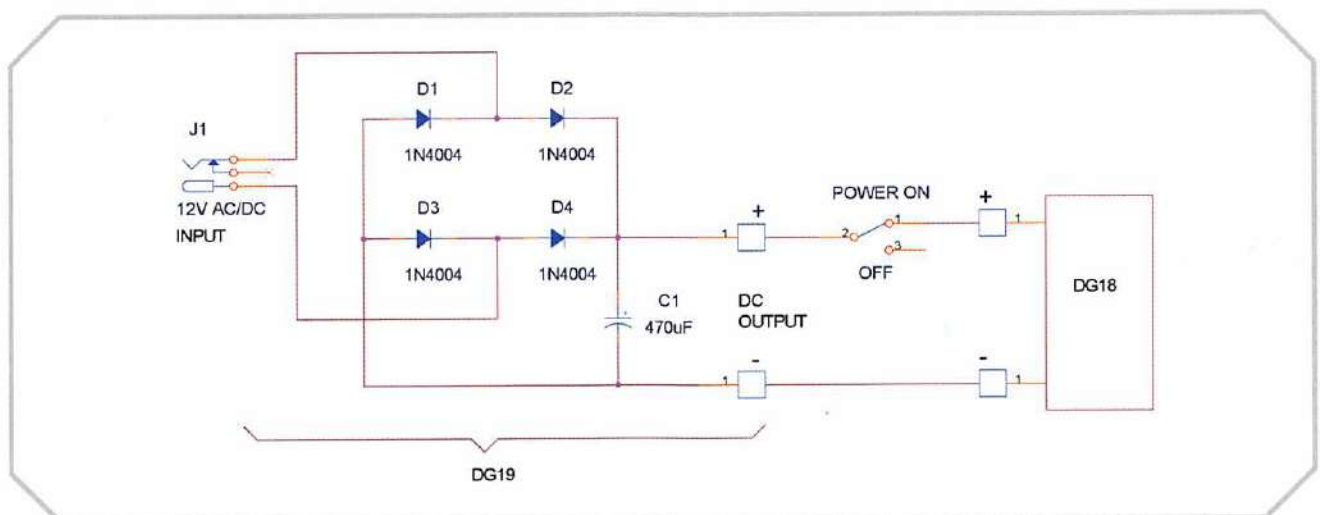 D1
D2
J1
1N4004
1N4004
12V AC/DC
INPUT
D3
D4
1N4004
1N4004
C1
470uF
+
1
DC
OUTPUT
-
1
POWER ON
2
1
3
OFF
+
1
-
1
DG18
DG19